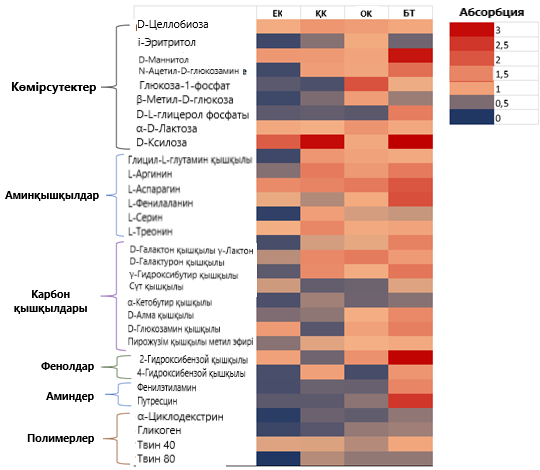 ЕК ҚК ОК БТ
Абсорбция
3
2,5
2
1,5
1
0,5
0
Көмірсутектер
D-Целлобиоза
i-Эритритол
D-Маннитол
N-Ацетил-D-глюкозамин в
Глюкоза-1-фосфат
β-Метил-D-глюкоза
D-L-глицерол фосфаты
α-D-Лактоза
D-Ксилоза
Аминқышқылдар
Глицил-L-глутамин қышқылы
L-Аргинин
L-Аспарагин
L-Фенилаланин
L-Серин
L-Треонин
Карбон
қышқылдары
D-Галактон қышқылы γ-Лактон
D-Галактурон қышқылы
γ-Гидроксибутир қышқылы
Сүт қышқылы
α-Кетобутир қышқылы
D-Алма қышқылы
D-Глюкозамин қышқылы
Пирожүзім қышқылы метил эфирі
Фенолдар
2-Гидроксибензой қышқылы
4-Гидроксибензой қышқылы
Аминдер
Фенилэтиламин
Путресцин
Полимерлер
α-Циклодекстрин
Гликоген
Твин 40
Твин 80